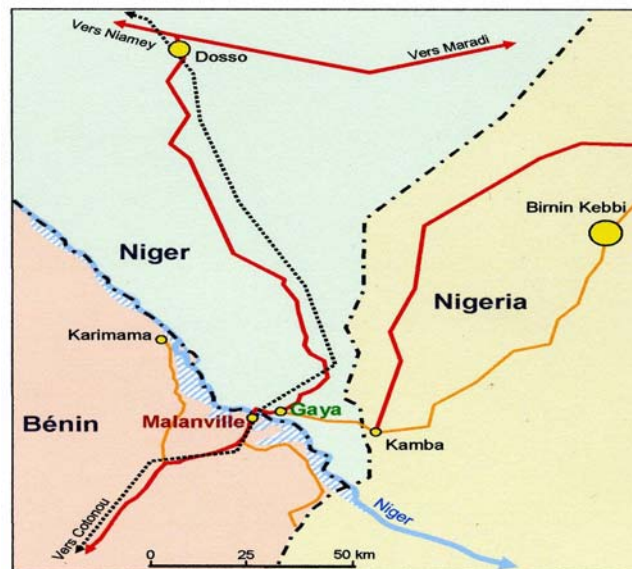 Vers Niamey
Dosso
Vers Maradi
Birnin Kebbi
Niger
Nigeria
Karimama
Bénin
Malanville
Gaya
Kamba
Niger
Vers Cotonou
0 25 50 km